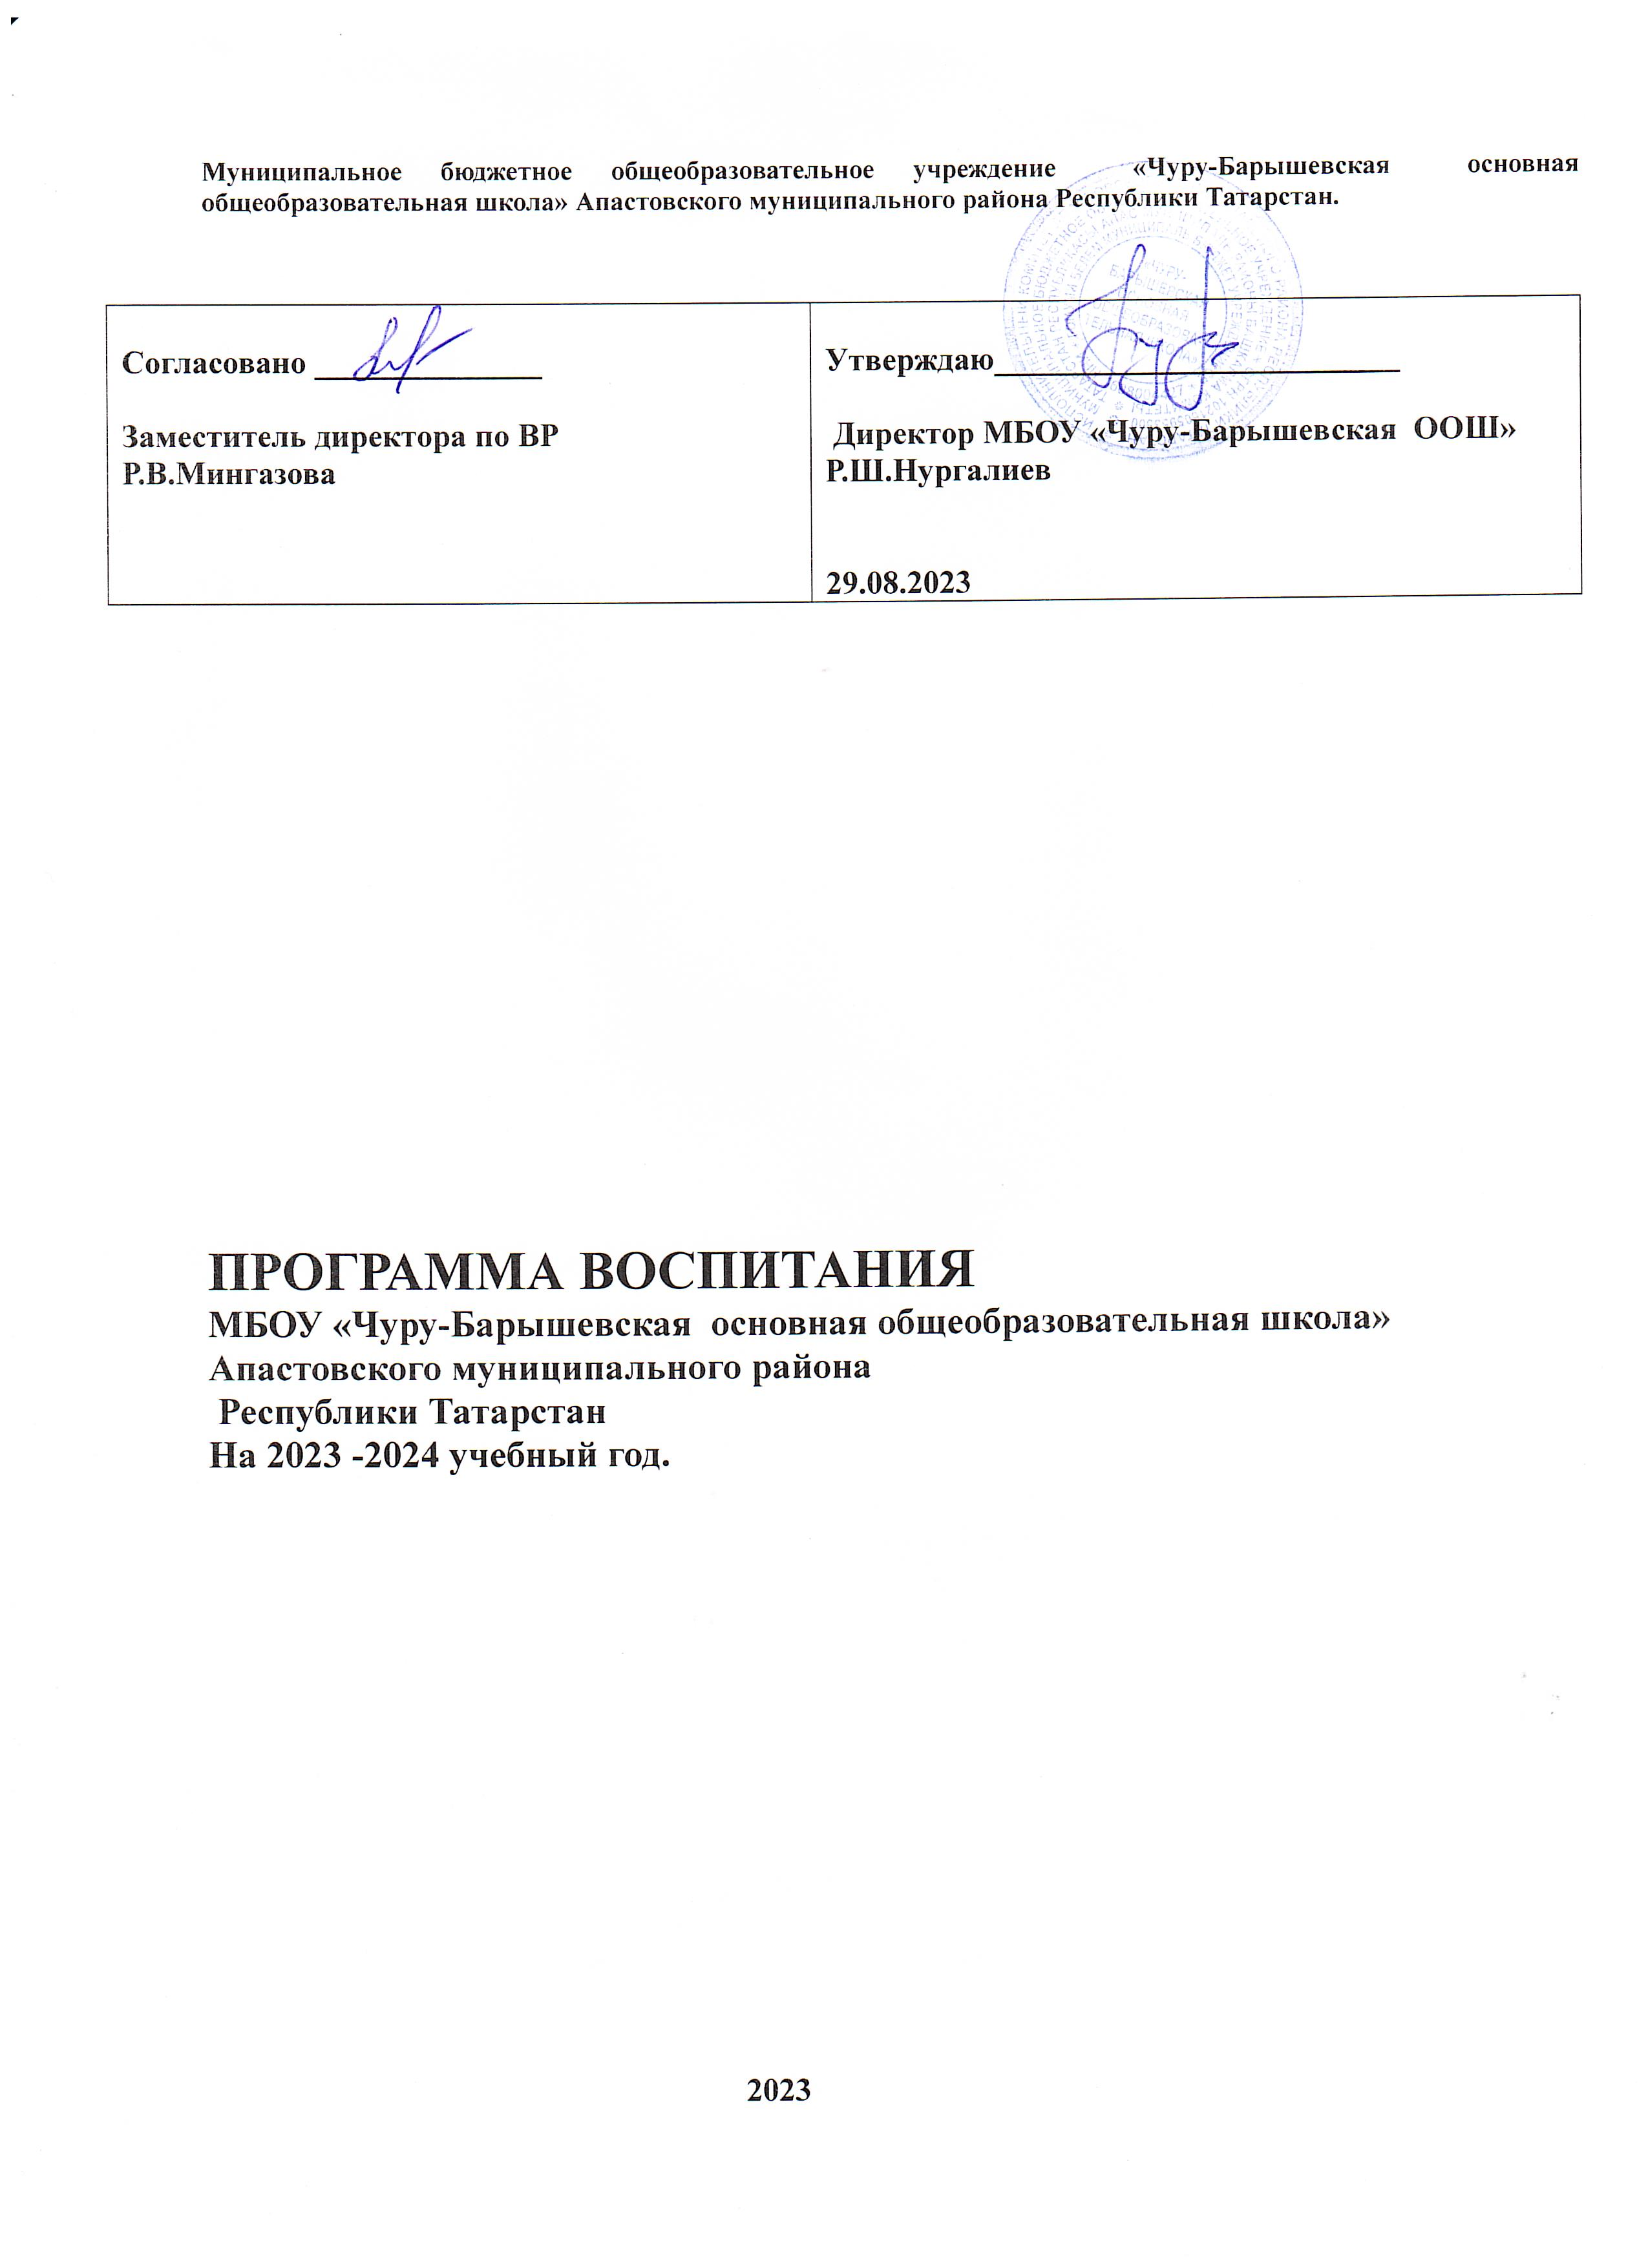 Муниципальное бюджетное общеобразовательное учреждение «Чуру-Барышевская основная
общеобразовательная школа» Апастовского муниципального района Республики Татарстан.
Согласовано
Заместитель директора по ВР
Р.В.Мингазова
Утверждаю
Директор МБОУ «Чуру-Барышевская ООШ»
Р.Ш.Нургалиев
29.08.2023
ПРОГРАММА ВОСПИТАНИЯ
МБОУ «Чуру-Барышевская основная общеобразовательная школа»
Апастовского муниципального района
Республики Татарстан
На 2023 -2024 учебный год.
2023